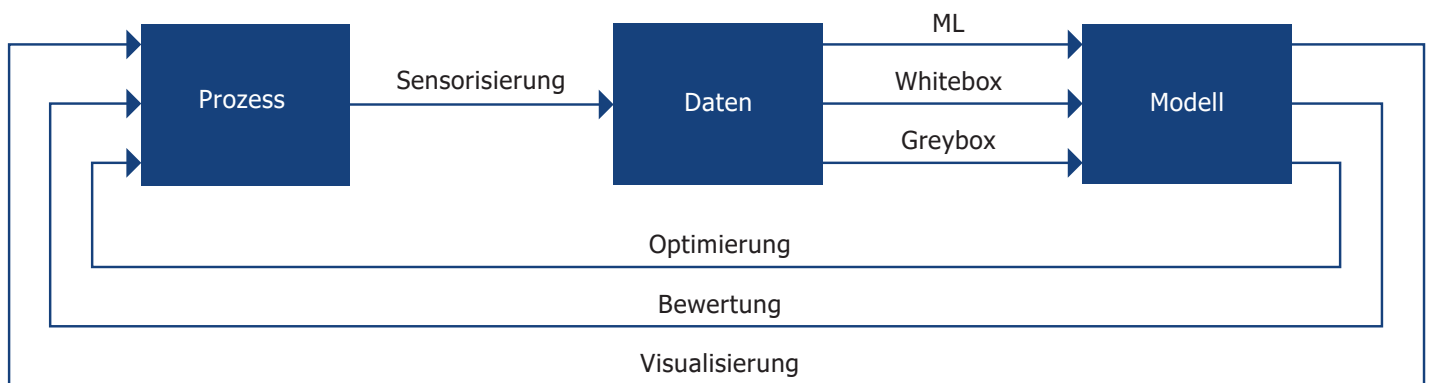 ML
Sensorisierung
Whitebox
Prozess
Daten
Modell
Greybox
Optimierung
Bewertung
Visualisierung